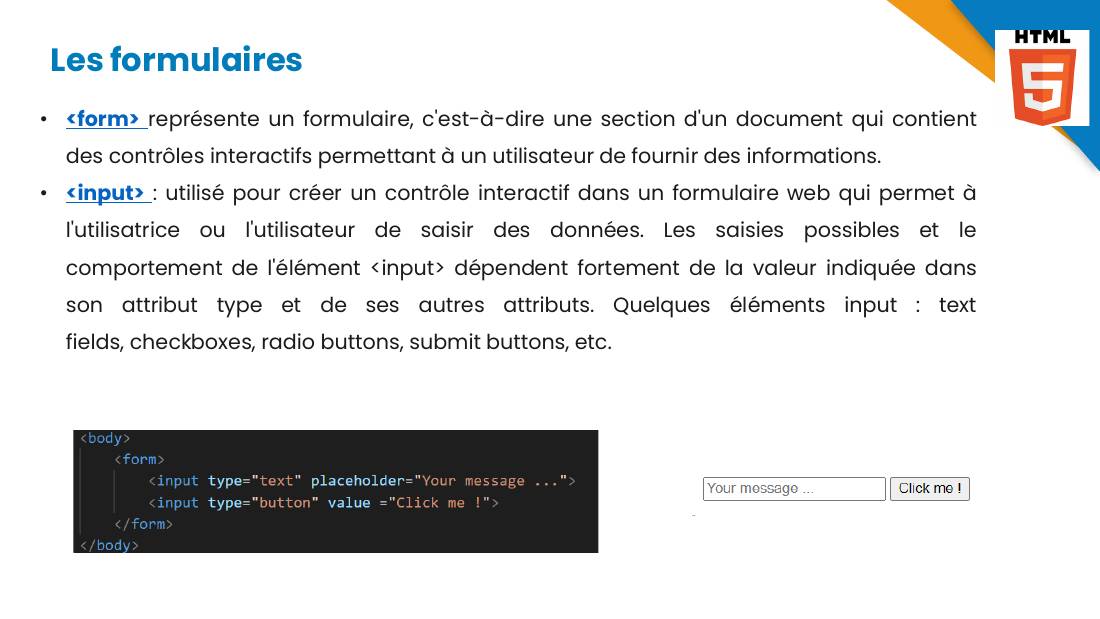 HTML
5
Les formulaires
• <form> représente un formulaire, c'est-à-dire une section d'un document qui contient
des contrôles interactifs permettant à un utilisateur de fournir des informations.
• <input> : utilisé pour créer un contrôle interactif dans un formulaire web qui permet à
l'utilisatrice ou l'utilisateur de saisir des données. Les saisies possibles et le
comportement de l'élément <input> dépendent fortement de la valeur indiquée dans
son attribut type et de ses autres attributs. Quelques éléments input : text
fields, checkboxes, radio buttons, submit buttons, etc.
<body>
<form>
<input type="text" placeholder="Your message ...">
<input type="button" value ="Click me !">
</form>
</body>
Your message ... Click me !